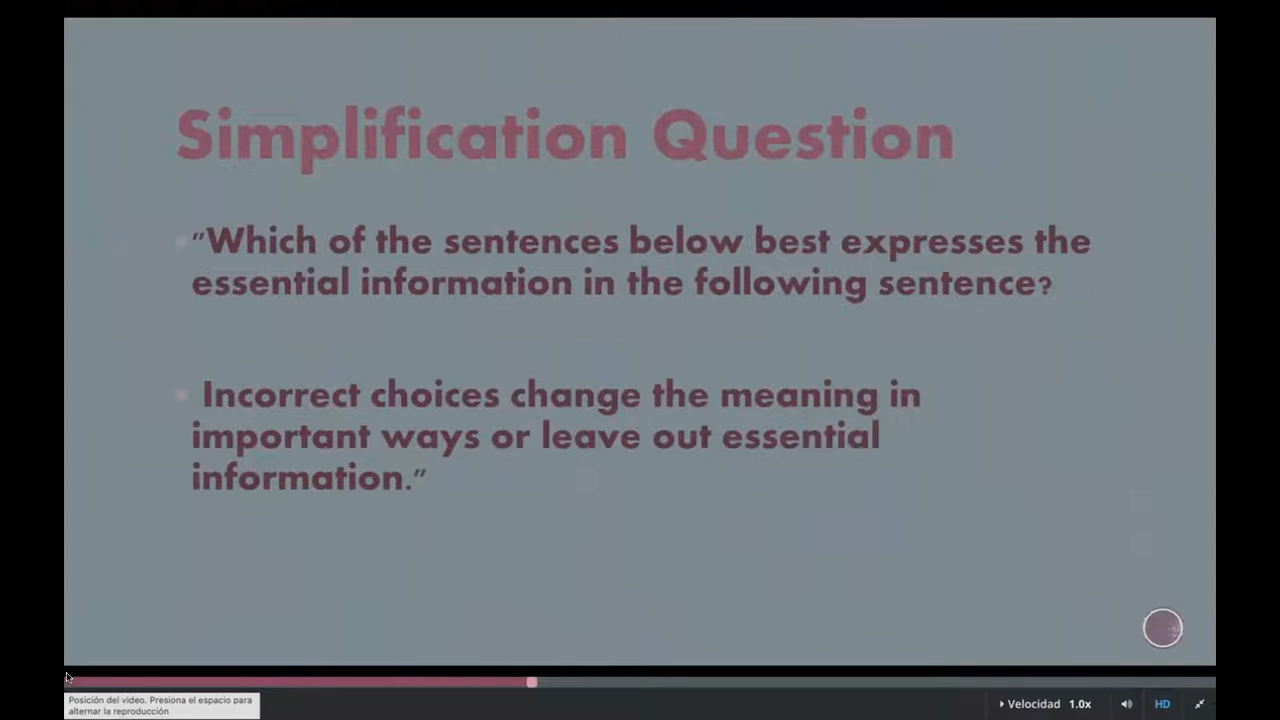 Simplification Question
"Which of the sentences below best expresses the
essential information in the following sentence?
Incorrect choices change the meaning in
important ways or leave out essential
information."
Posición del video. Presiona el espacio para
alternar la reproducción
Velocidad 1.0x
HD